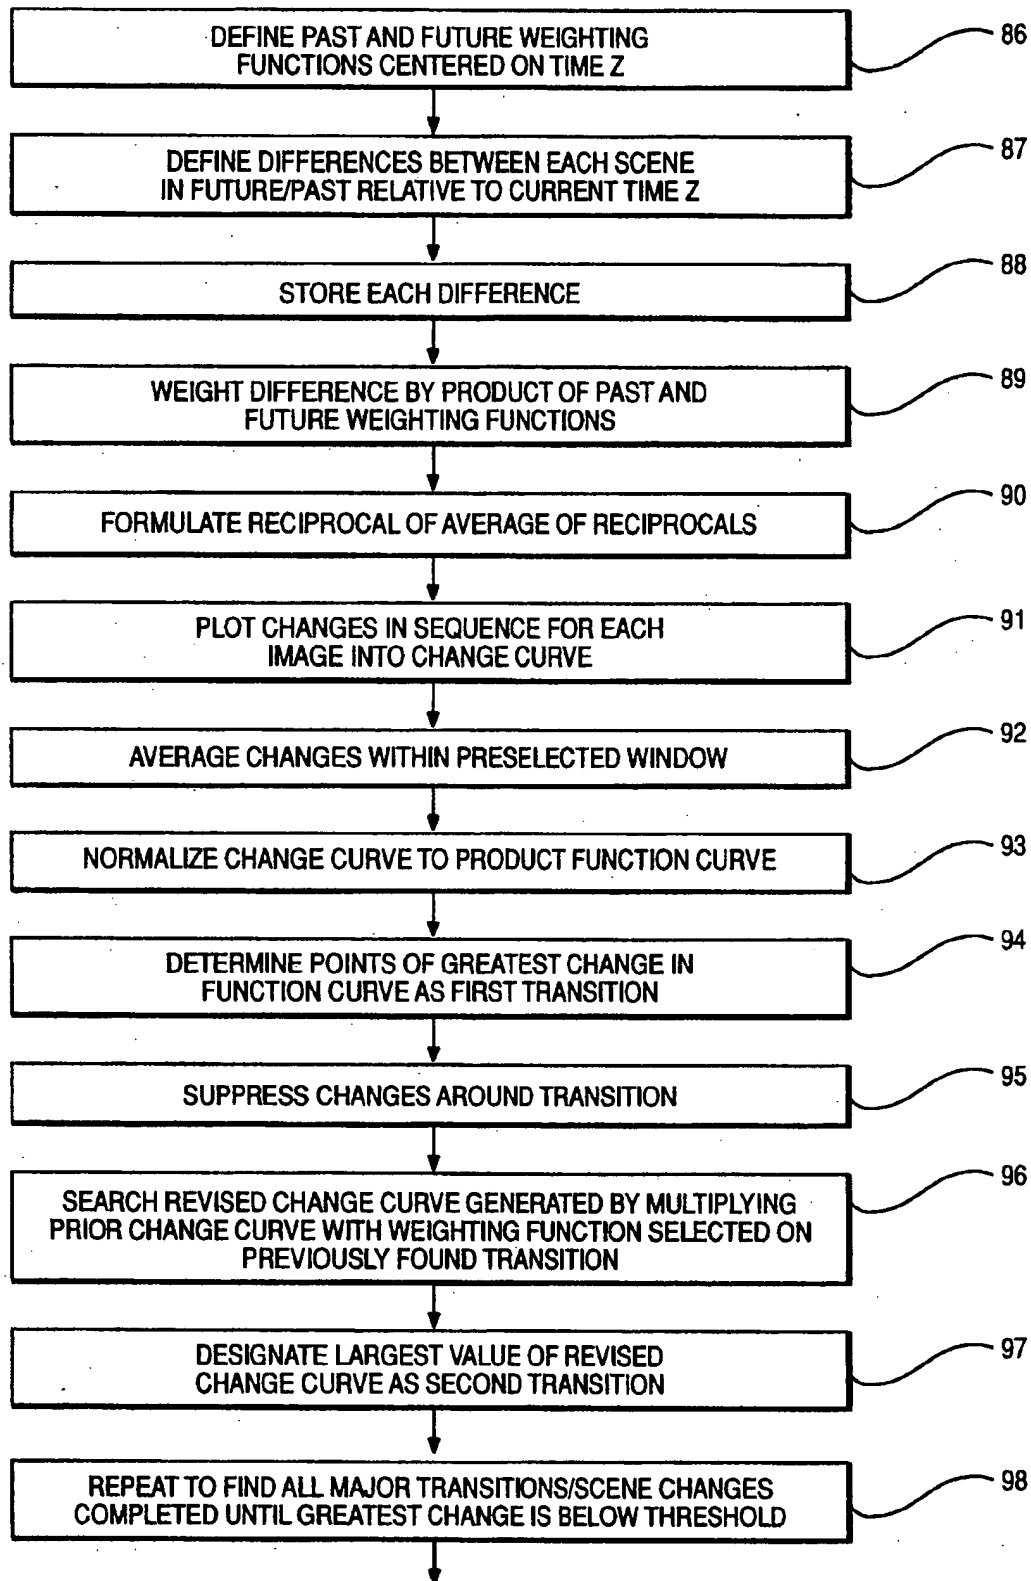 DEFINE PAST AND FUTURE WEIGHTING
FUNCTIONS CENTERED ON TIME Z
86
DEFINE DIFFERENCES BETWEEN EACH SCENE
IN FUTURE/PAST RELATIVE TO CURRENT TIME Z
87
STORE EACH DIFFERENCE
88
WEIGHT DIFFERENCE BY PRODUCT OF PAST AND
FUTURE WEIGHTING FUNCTIONS
89
FORMULATE RECIPROCAL OF AVERAGE OF RECIPROCALS
90
PLOT CHANGES IN SEQUENCE FOR EACH
IMAGE INTO CHANGE CURVE
91
AVERAGE CHANGES WITHIN PRESELECTED WINDOW
92
NORMALIZE CHANGE CURVE TO PRODUCT FUNCTION CURVE
93
DETERMINE POINTS OF GREATEST CHANGE IN
FUNCTION CURVE AS FIRST TRANSITION
94
SUPPRESS CHANGES AROUND TRANSITION
95
SEARCH REVISED CHANGE CURVE GENERATED BY MULTIPLYING
PRIOR CHANGE CURVE WITH WEIGHTING FUNCTION SELECTED ON
PREVIOUSLY FOUND TRANSITION
96
DESIGNATE LARGEST VALUE OF REVISED
CHANGE CURVE AS SECOND TRANSITION
97
REPEAT TO FIND ALL MAJOR TRANSITIONS/SCENE CHANGES
COMPLETED UNTIL GREATEST CHANGE IS BELOW THRESHOLD
98